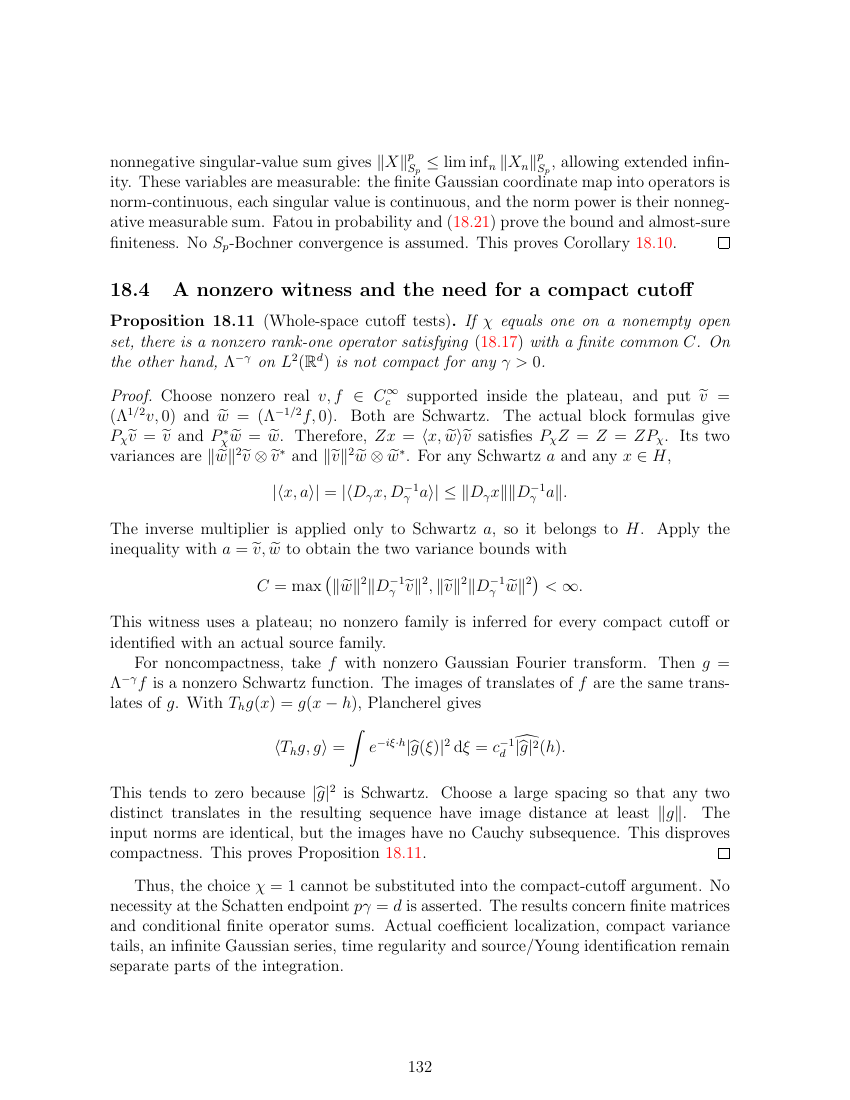 nonnegative singular-value sum gives ‖X‖_{S_p}^p ≤ lim inf_n ‖X_n‖_{S_p}^p, allowing extended infin-
ity. These variables are measurable: the finite Gaussian coordinate map into operators is
norm-continuous, each singular value is continuous, and the norm power is their nonneg-
ative measurable sum. Fatou in probability and (18.21) prove the bound and almost-sure
finiteness. No S_p-Bochner convergence is assumed. This proves Corollary 18.10. □
18.4 A nonzero witness and the need for a compact cutoff
Proposition 18.11 (Whole-space cutoff tests). If χ equals one on a nonempty open
set, there is a nonzero rank-one operator satisfying (18.17) with a finite common C. On
the other hand, Λ^{−γ} on L²(ℝ^d) is not compact for any γ > 0.
Proof. Choose nonzero real v, f ∈ C_c^∞ supported inside the plateau, and put ṽ =
(Λ^{1/2}v, 0) and w̃ = (Λ^{−1/2}f, 0). Both are Schwartz. The actual block formulas give
P_χṽ = ṽ and P_χ^*w̃ = w̃. Therefore, Zx = ⟨x, w̃⟩ṽ satisfies P_χZ = Z = ZP_χ. Its two
variances are ‖w̃‖²ṽ ⊗ ṽ* and ‖ṽ‖²w̃ ⊗ w̃*. For any Schwartz a and any x ∈ H,
|⟨x, a⟩| = |⟨D_γx, D_γ^{−1}a⟩| ≤ ‖D_γx‖‖D_γ^{−1}a‖.
The inverse multiplier is applied only to Schwartz a, so it belongs to H. Apply the
inequality with a = ṽ, w̃ to obtain the two variance bounds with
C = max (‖w̃‖²‖D_γ^{−1}ṽ‖², ‖ṽ‖²‖D_γ^{−1}w̃‖²) < ∞.
This witness uses a plateau; no nonzero family is inferred for every compact cutoff or
identified with an actual source family.
For noncompactness, take f with nonzero Gaussian Fourier transform. Then g =
Λ^{−γ}f is a nonzero Schwartz function. The images of translates of f are the same trans-
lates of g. With T_hg(x) = g(x − h), Plancherel gives
⟨T_hg, g⟩ = ∫ e^{−iξ·h}|ĝ(ξ)|² dξ = c_d^{−1}\widehat{|ĝ|²}(h).
This tends to zero because |ĝ|² is Schwartz. Choose a large spacing so that any two
distinct translates in the resulting sequence have image distance at least ‖g‖. The
input norms are identical, but the images have no Cauchy subsequence. This disproves
compactness. This proves Proposition 18.11. □
Thus, the choice χ = 1 cannot be substituted into the compact-cutoff argument. No
necessity at the Schatten endpoint pγ = d is asserted. The results concern finite matrices
and conditional finite operator sums. Actual coefficient localization, compact variance
tails, an infinite Gaussian series, time regularity and source/Young identification remain
separate parts of the integration.
132